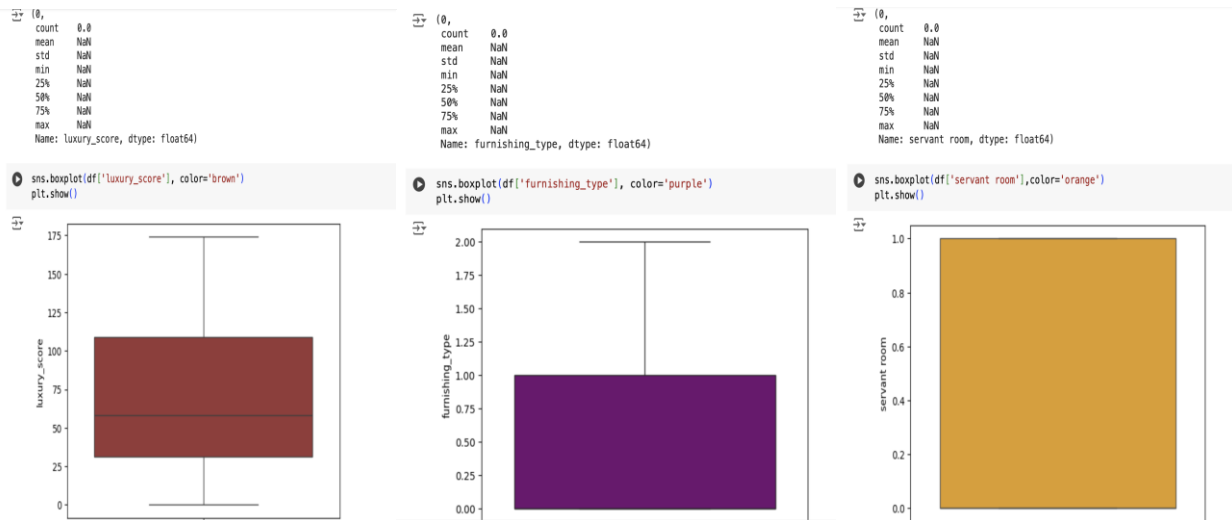 (0,
count 0.0
mean NaN
std NaN
min NaN
25% NaN
50% NaN
75% NaN
max NaN
Name: luxury_score, dtype: float64)
sns.boxplot(df['luxury_score'], color='brown')
plt.show()
175
150
125
100
75
50
25
0
luxury_score
(0,
count 0.0
mean NaN
std NaN
min NaN
25% NaN
50% NaN
75% NaN
max NaN
Name: furnishing_type, dtype: float64)
sns.boxplot(df['furnishing_type'], color='purple')
plt.show()
2.00
1.75
1.50
1.25
1.00
0.75
0.50
0.25
0.00
furnishing_type
(0,
count 0.0
mean NaN
std NaN
min NaN
25% NaN
50% NaN
75% NaN
max NaN
Name: servant room, dtype: float64)
sns.boxplot(df['servant room'],color='orange')
plt.show()
1.0
0.8
0.6
0.4
0.2
0.0
servant room